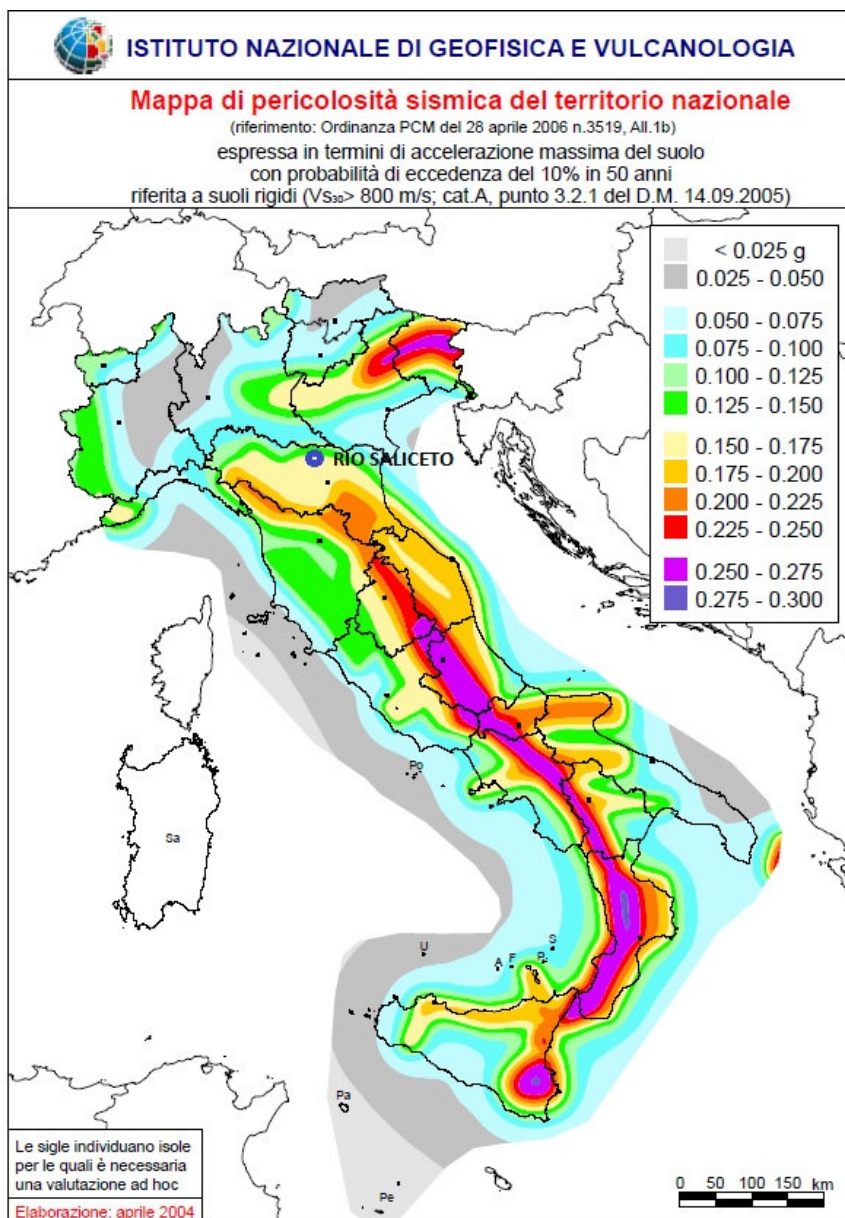 ISTITUTO NAZIONALE DI GEOFISICA E VULCANOLOGIA
Mappa di pericolosità sismica del territorio nazionale
(riferimento: Ordinanza PCM del 28 aprile 2006 n.3519, All.1b)
espressa in termini di accelerazione massima del suolo
con probabilità di eccedenza del 10% in 50 anni
riferita a suoli rigidi (Vs₃₀> 800 m/s; cat.A, punto 3.2.1 del D.M. 14.09.2005)
< 0.025 g
0.025 - 0.050
0.050 - 0.075
0.075 - 0.100
0.100 - 0.125
0.125 - 0.150
0.150 - 0.175
0.175 - 0.200
0.200 - 0.225
0.225 - 0.250
0.250 - 0.275
0.275 - 0.300
RIO SALICETO
Po
Sa
U
A
F
P
S
Pa
Pe
Le sigle individuano isole
per le quali è necessaria
una valutazione ad hoc
Elaborazione: aprile 2004
0 50 100 150 km